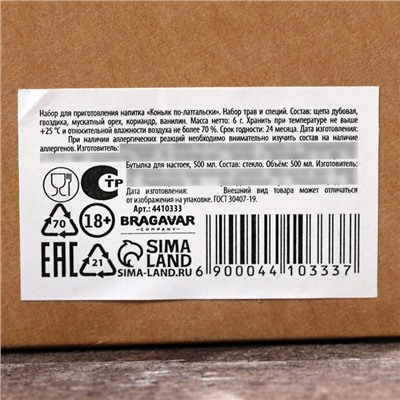 Набор для приготовления напитка «Коньяк по-латгальски». Набор трав и специй. Состав: щепа дубовая,
гвоздика, мускатный орех, кориандр, ванилин. Масса нетто: 6 г. Хранить при температуре не выше
+25 °С и относительной влажности воздуха не более 70 %. Срок годности: 24 месяца. Дата изготовления:
При наличии аллергических реакций необходимо внимательно изучить состав на наличие
аллергенов. Изготовитель:
Бутылка для настоек, 500 мл. Состав: стекло. Объём: 500 мл. Изготовитель:
Дата изготовления: Внешний вид товара может отличаться
от изображения на упаковке. ГОСТ 30407-19.
Арт.: 4410333
СТР
70
18+
BRAGAVAR
COMPANY
EAC
21
SIMA
LAND
SIMA-LAND.RU
6 900044 103337